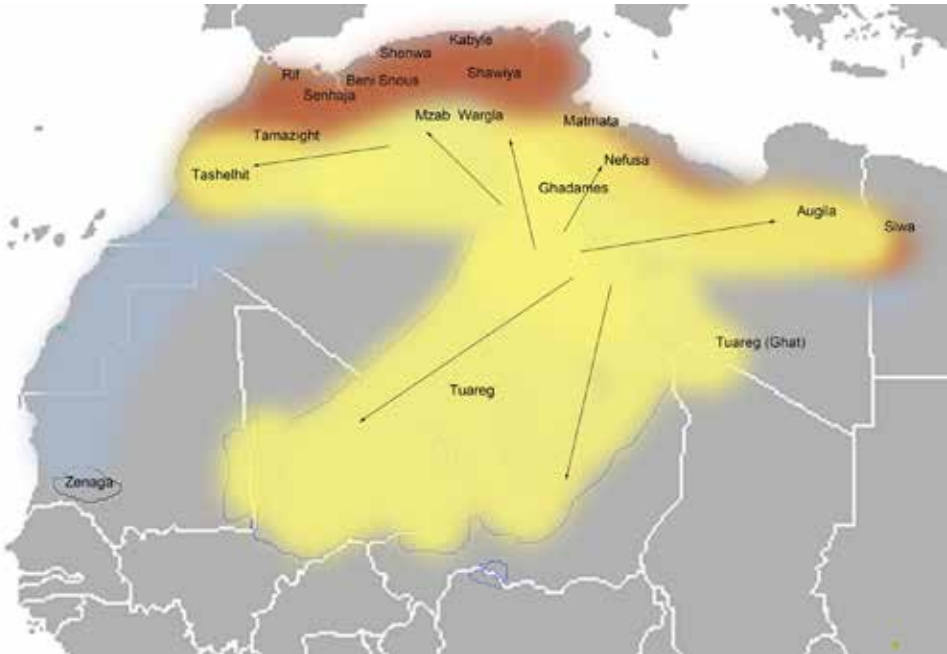 Kabyle
Shenwa
Rif
Beni Snous
Shawiya
Senhaja
Mzab Wargla
Matmata
Tamazight
Nefusa
Tashelhit
Ghadames
Augila
Siwa
Tuareg (Ghat)
Tuareg
Zenaga